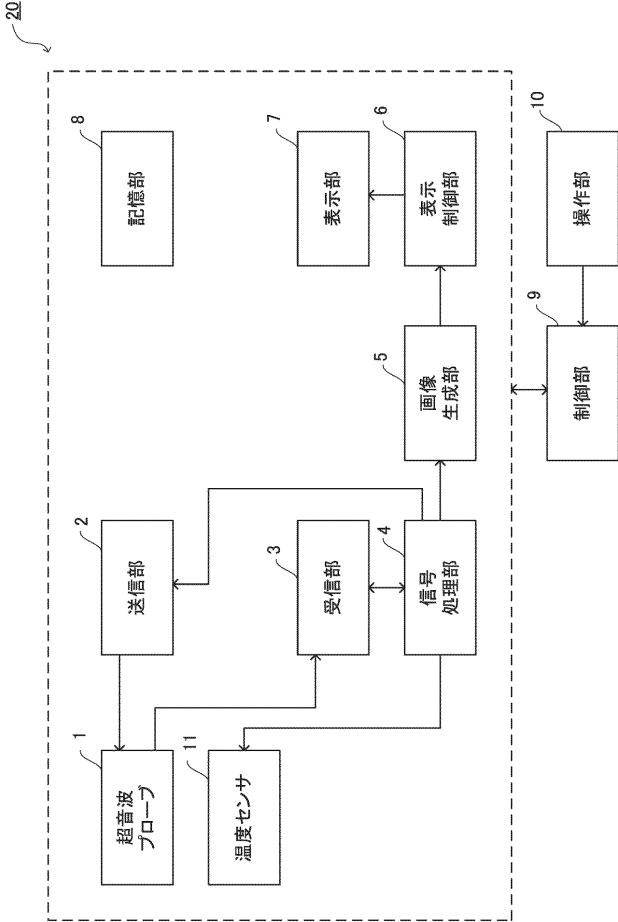 20
1
超音波
プローブ
2
送信部
8
記憶部
11
温度センサ
3
受信部
7
表示部
4
信号
処理部
5
画像
生成部
6
表示
制御部
9
制御部
10
操作部